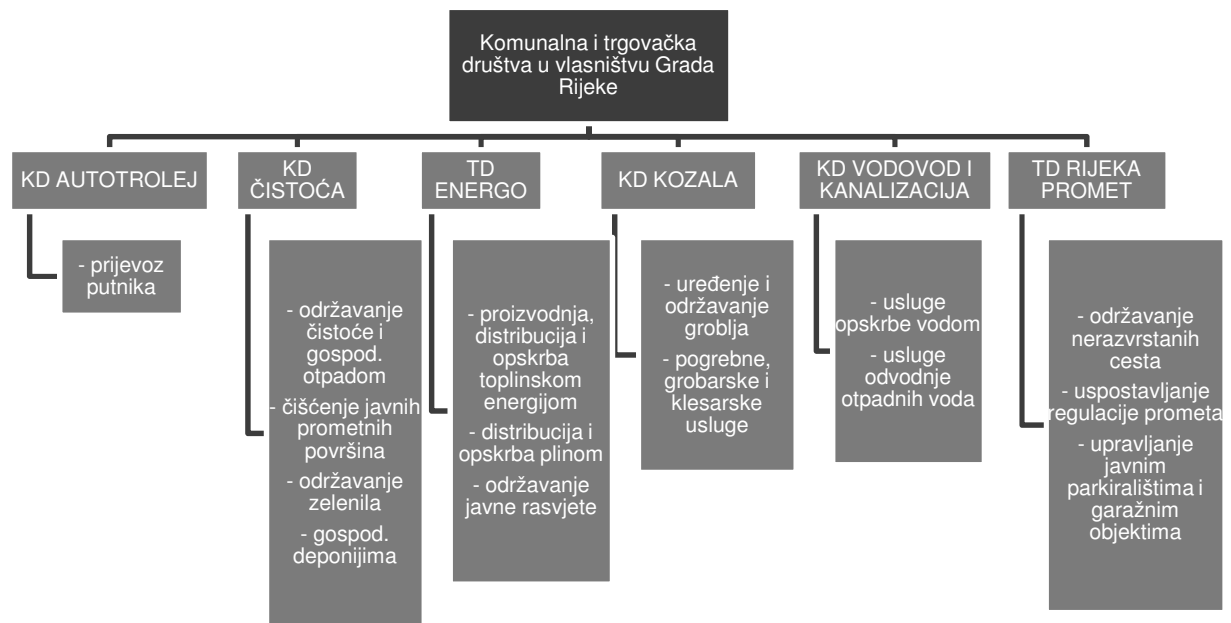 Komunalna i trgovačka
društva u vlasništvu Grada
Rijeke
KD AUTOTROLEJ
- prijevoz
putnika
KD
ČISTOĆA
- održavanje
čistoće i
gospod.
otpadom
- čišćenje javnih
prometnih
površina
- održavanje
zelenila
- gospod.
deponijima
TD
ENERGO
- proizvodnja,
distribucija i
opskrba
toplinskom
energijom
- distribucija i
opskrba plinom
- održavanje
javne rasvjete
KD KOZALA
- uređenje i
održavanje
groblja
- pogrebne,
grobarske i
klesarske
usluge
KD VODOVOD I
KANALIZACIJA
- usluge
opskrbe vodom
- usluge
odvodnje
otpadnih voda
TD RIJEKA
PROMET
- održavanje
nerazvrstanih
cesta
- uspostavljanje
regulacije prometa
- upravljanje
javnim
parkiralištima i
garažnim
objektima